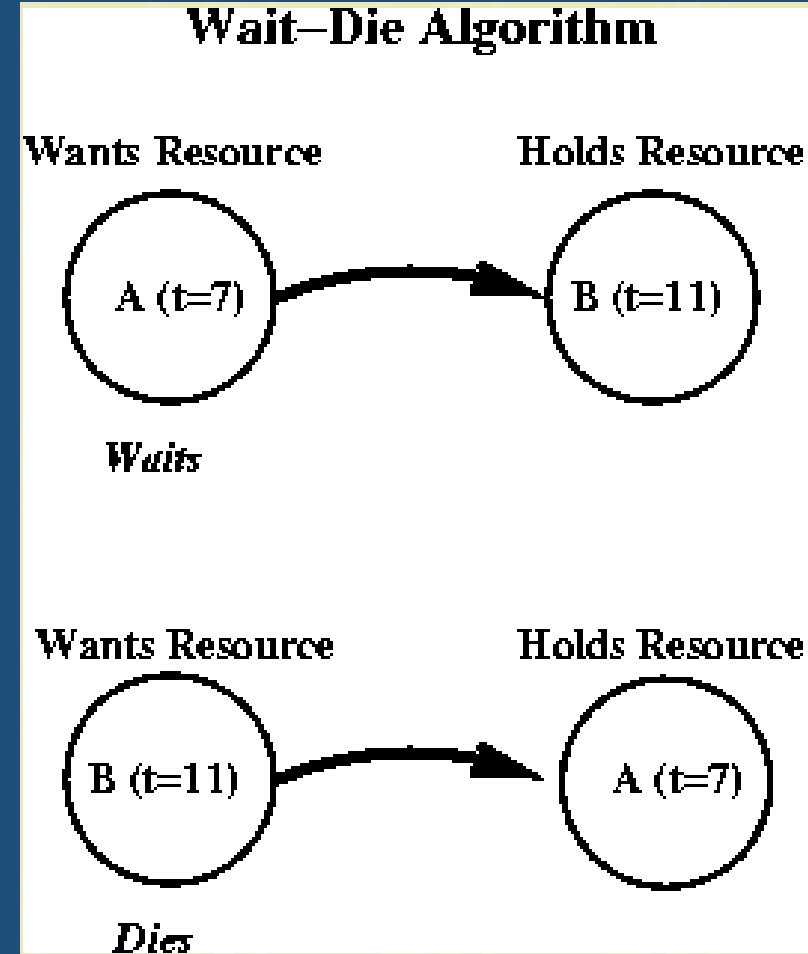 Wait–Die Algorithm
Wants Resource Holds Resource
A (t=7) B (t=11)
Waits
Wants Resource Holds Resource
B (t=11) A (t=7)
Dies